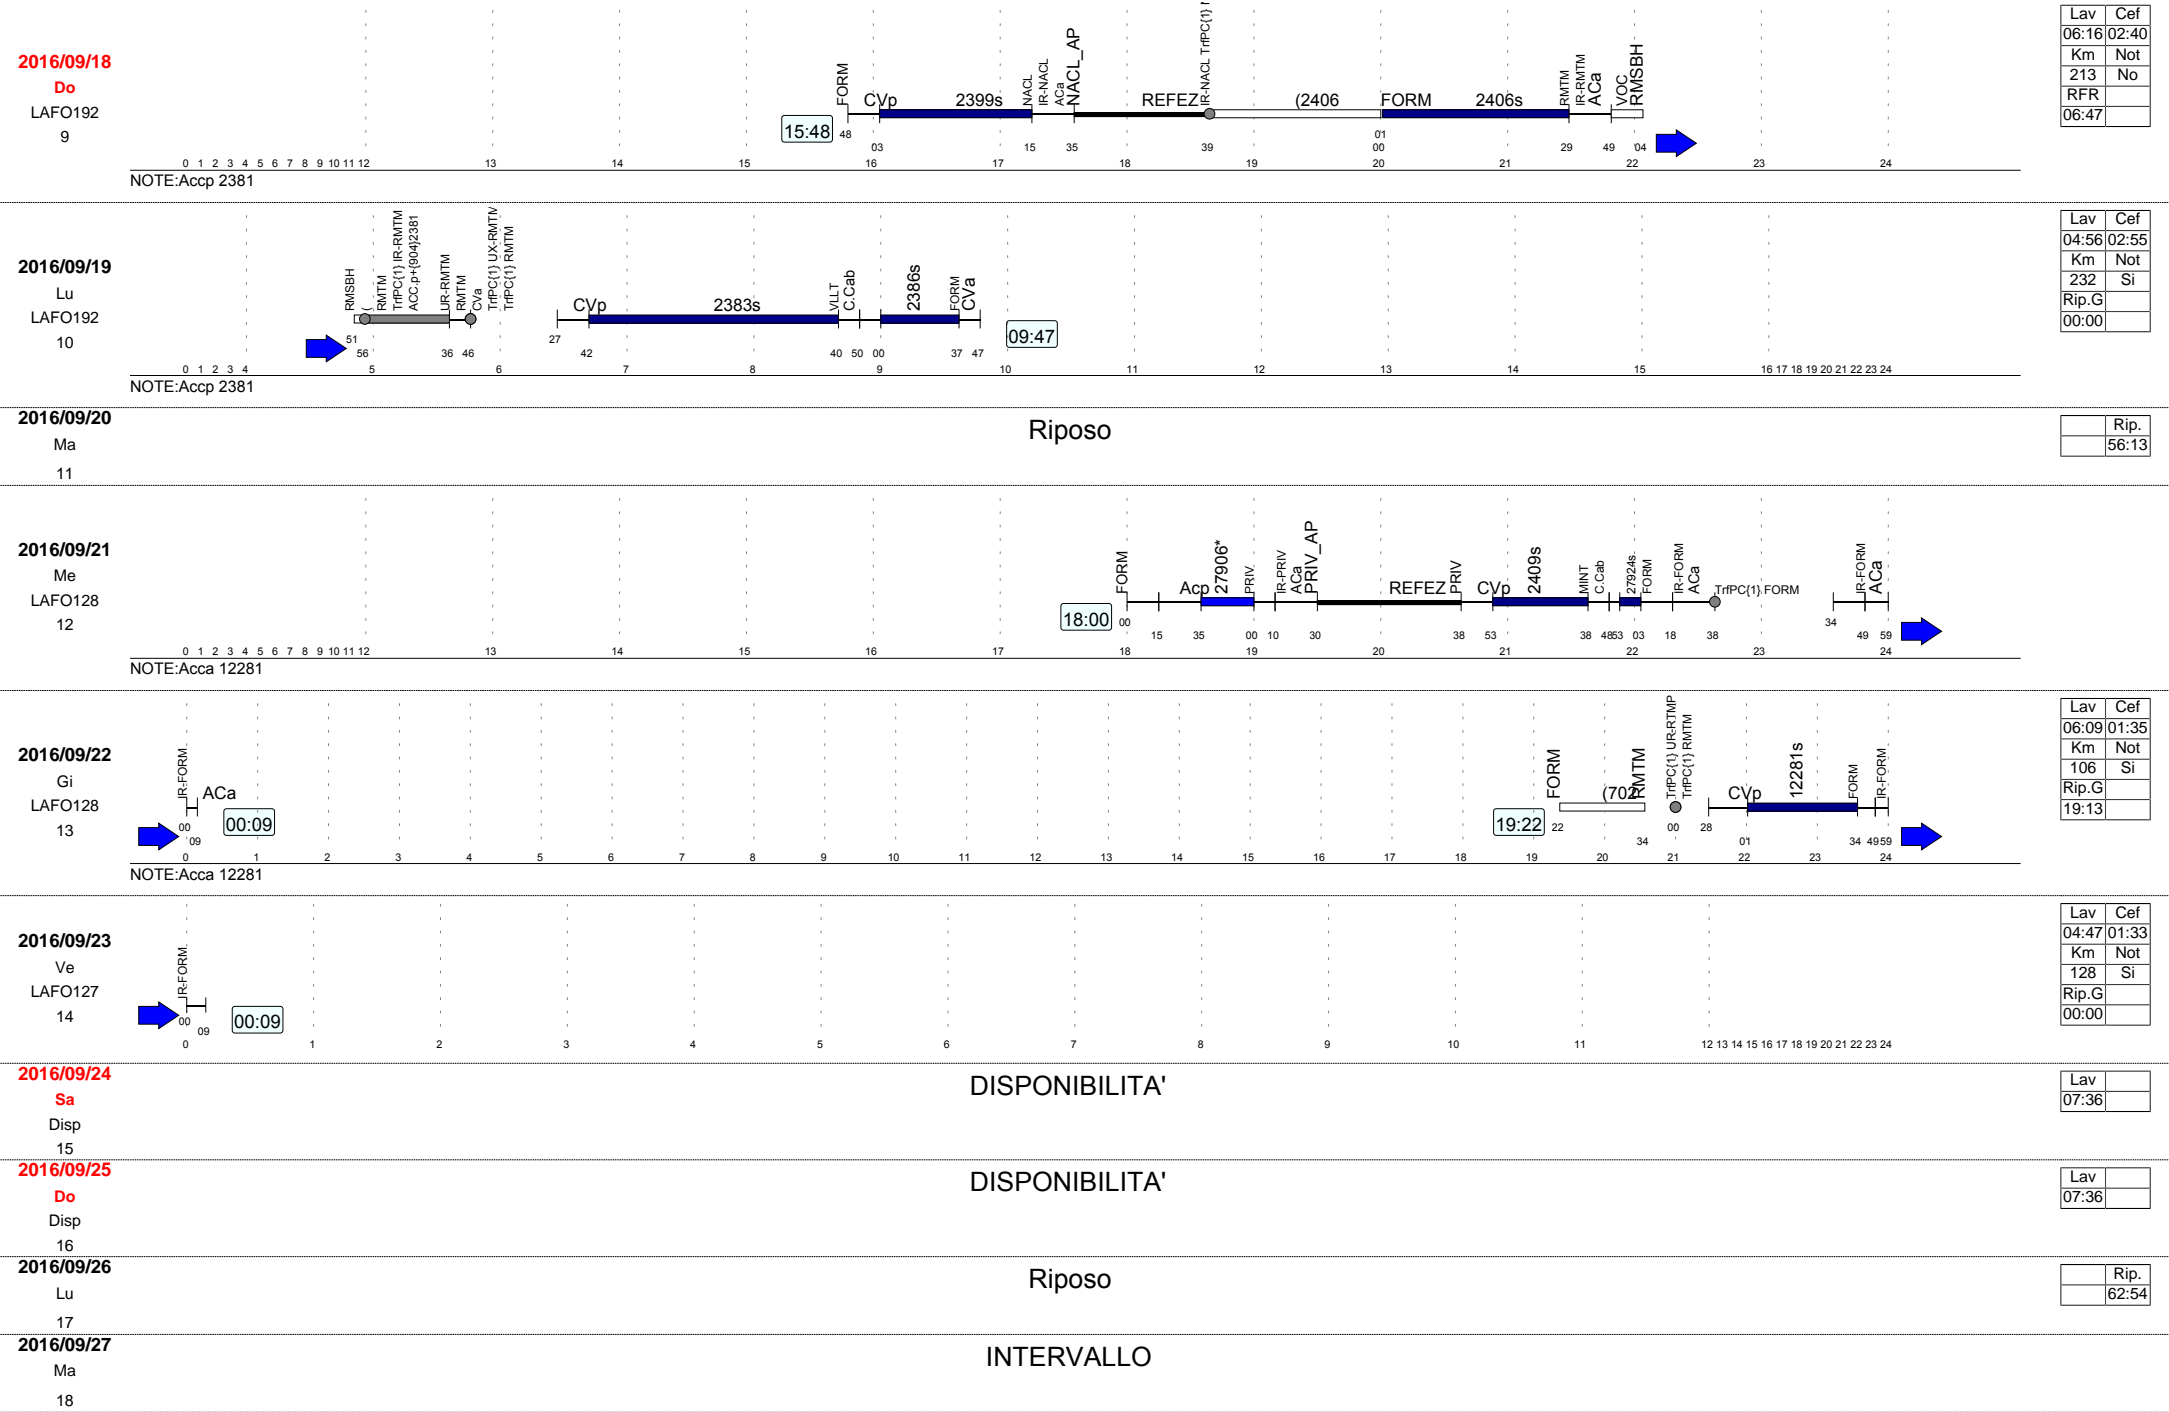 2016/09/18
Do
LAFO192
9
15:48
FORM CVp 2399s NACL IR-NACL ACa NACL_AP REFEZ IR-NACL TrfPC{1} (2406 FORM 2406s RMTM IR-RMTM ACa VOC RMSBH
48 03 15 35 39 01 00 29 49 04
0 1 2 3 4 5 6 7 8 9 10 11 12 13 14 15 16 17 18 19 20 21 22 23 24
NOTE:Accp 2381
Lav Cef
06:16 02:40
Km Not
213 No
RFR
06:47
2016/09/19
Lu
LAFO192
10
RMSBH ( RMTM TrfPC{1} IR-RMTM ACC.p+{904}2381 UR-RMTM RMTM CVa TrfPC{1} UX-RMTM TrfPC{1} RMTM CVp 2383s VLLT C.Cab 2386s FORM CVa
51 56 36 46 27 42 40 50 00 37 47
09:47
0 1 2 3 4 5 6 7 8 9 10 11 12 13 14 15 16 17 18 19 20 21 22 23 24
NOTE:Accp 2381
Lav Cef
04:56 02:55
Km Not
232 Si
Rip.G
00:00
2016/09/20
Ma
11
Riposo
Rip.
56:13
2016/09/21
Me
LAFO128
12
18:00
FORM Acp 27906* PRIV IR-PRIV ACa PRIV_AP REFEZ PRIV CVp 2409s MINT C.Cab 27924s FORM IR-FORM ACa TrfPC{1} FORM IR-FORM ACa
00 15 35 00 10 30 38 53 38 48 53 03 18 38 34 49 59
0 1 2 3 4 5 6 7 8 9 10 11 12 13 14 15 16 17 18 19 20 21 22 23 24
NOTE:Acca 12281
2016/09/22
Gi
LAFO128
13
IR-FORM ACa
00 09
00:09
19:22
FORM (702 RMTM TrfPC{1} UR-RTMP TrfPC{1} RMTM CVp 12281s FORM IR-FORM
22 34 00 28 01 34 49 59
0 1 2 3 4 5 6 7 8 9 10 11 12 13 14 15 16 17 18 19 20 21 22 23 24
NOTE:Acca 12281
Lav Cef
06:09 01:35
Km Not
106 Si
Rip.G
19:13
2016/09/23
Ve
LAFO127
14
IR-FORM
00 09
00:09
0 1 2 3 4 5 6 7 8 9 10 11 12 13 14 15 16 17 18 19 20 21 22 23 24
Lav Cef
04:47 01:33
Km Not
128 Si
Rip.G
00:00
2016/09/24
Sa
Disp
15
DISPONIBILITA'
Lav
07:36
2016/09/25
Do
Disp
16
DISPONIBILITA'
Lav
07:36
2016/09/26
Lu
17
Riposo
Rip.
62:54
2016/09/27
Ma
18
INTERVALLO